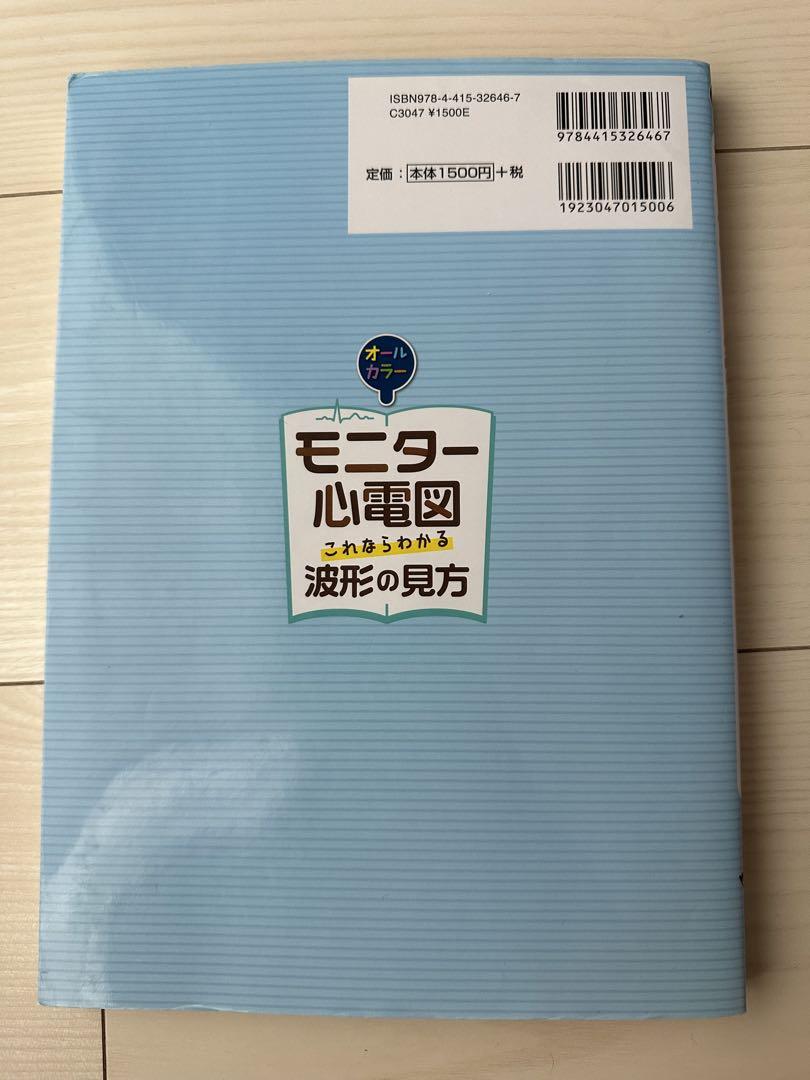 ISBN978-4-415-32646-7
C3047 ¥1500E
9784415326467
定価：本体1500円+税
1923047015006
オール
カラー
モニター
心電図
これならわかる
波形の見方